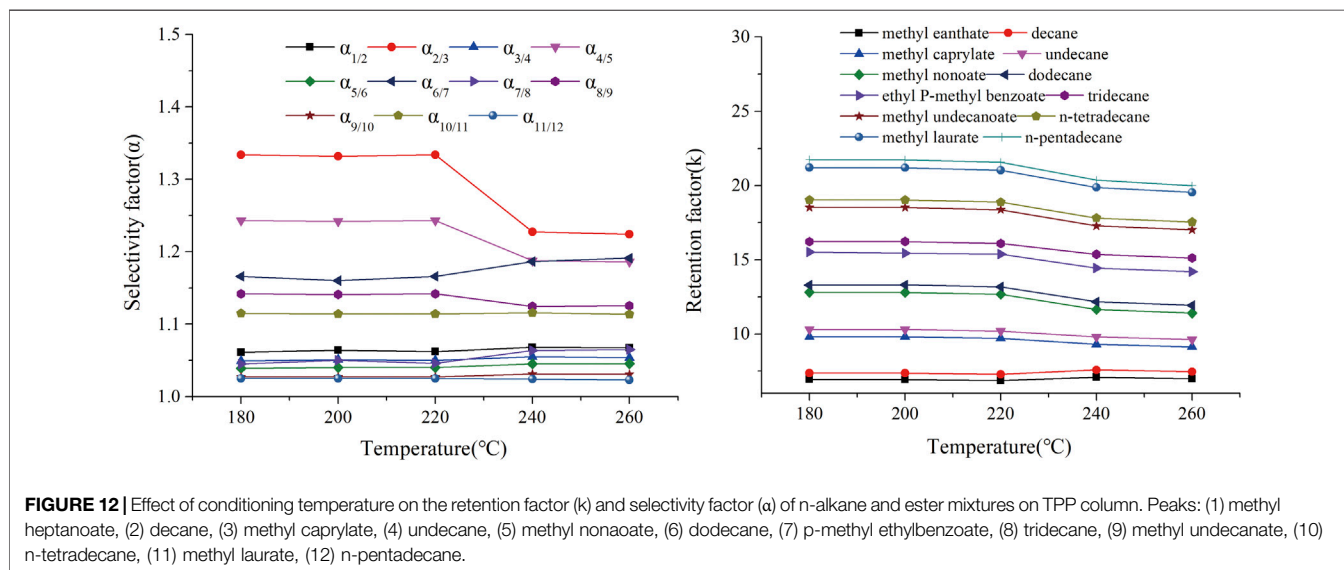 1.5
1.4
1.3
1.2
1.1
1.0
Selectivity factor(α)
α1/2 α2/3 α3/4 α4/5
α5/6 α6/7 α7/8 α8/9
α9/10 α10/11 α11/12
180 200 220 240 260
Temperature(°C)
30
25
20
15
10
Retention factor(k)
methyl eanthate decane
methyl caprylate undecane
methyl nonoate dodecane
ethyl P-methyl benzoate tridecane
methyl undecanoate n-tetradecane
methyl laurate n-pentadecane
180 200 220 240 260
Temperature(°C)
FIGURE 12 | Effect of conditioning temperature on the retention factor (k) and selectivity factor (α) of n-alkane and ester mixtures on TPP column. Peaks: (1) methyl
heptanoate, (2) decane, (3) methyl caprylate, (4) undecane, (5) methyl nonaoate, (6) dodecane, (7) p-methyl ethylbenzoate, (8) tridecane, (9) methyl undecanate, (10)
n-tetradecane, (11) methyl laurate, (12) n-pentadecane.